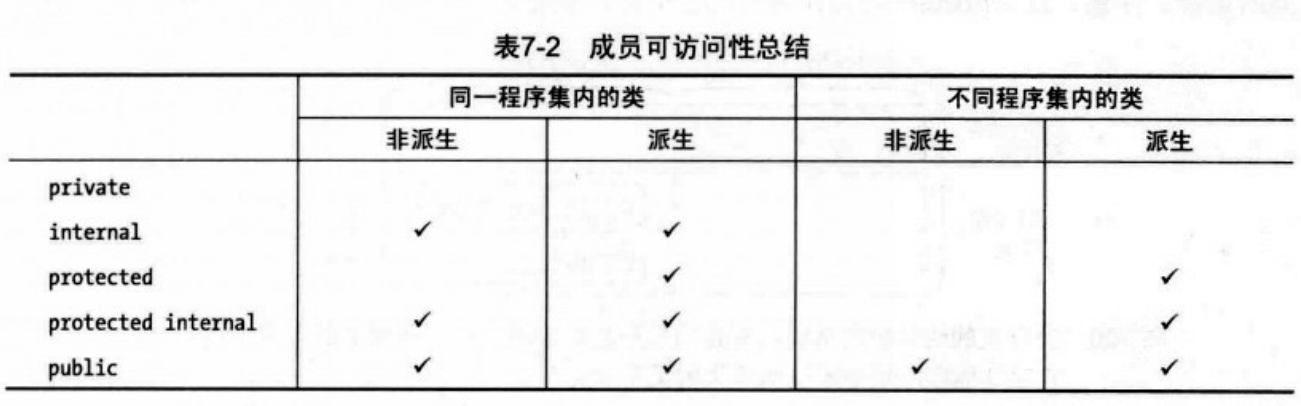 表7-2 成员可访问性总结
同一程序集内的类 不同程序集内的类
非派生 派生 非派生 派生
private
internal ✓ ✓
protected ✓ ✓
protected internal ✓ ✓ ✓
public ✓ ✓ ✓ ✓